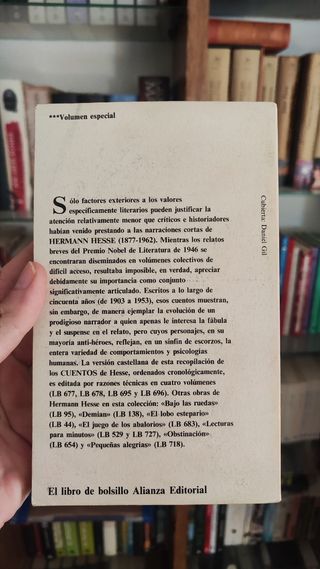 ***Volumen especial
Sólo factores exteriores a los valores
específicamente literarios pueden justificar la
atención relativamente menor que críticos e historiadores
habían venido prestando a las narraciones cortas de
HERMANN HESSE (1877-1962). Mientras los relatos
breves del Premio Nobel de Literatura de 1946 se
encontraran diseminados en volúmenes colectivos de
difícil acceso, resultaba imposible, en verdad, apreciar
debidamente su importancia como conjunto
significativamente articulado. Escritos a lo largo de
cincuenta años (de 1903 a 1953), esos cuentos muestran,
sin embargo, de manera ejemplar la evolución de un
prodigioso narrador a quien apenas le interesa la fábula
y el suspense en el relato, pero cuyos personajes, en su
mayoría anti-héroes, reflejan, en un sinfín de escorzos, la
entera variedad de comportamientos y psicologías
humanas. La versión castellana de esta recopilación de
los CUENTOS de Hesse, ordenados cronológicamente,
es editada por razones técnicas en cuatro volúmenes
(LB 677, LB 678, LB 695 y LB 696). Otras obras de
Hermann Hesse en esta colección: «Bajo las ruedas»
(LB 95), «Demian» (LB 138), «El lobo estepario»
(LB 44), «El juego de los abalorios» (LB 683), «Lecturas
para minutos» (LB 529 y LB 727), «Obstinación»
(LB 654) y «Pequeñas alegrías» (LB 718).
El libro de bolsillo Alianza Editorial
Cubierta: Daniel Gil